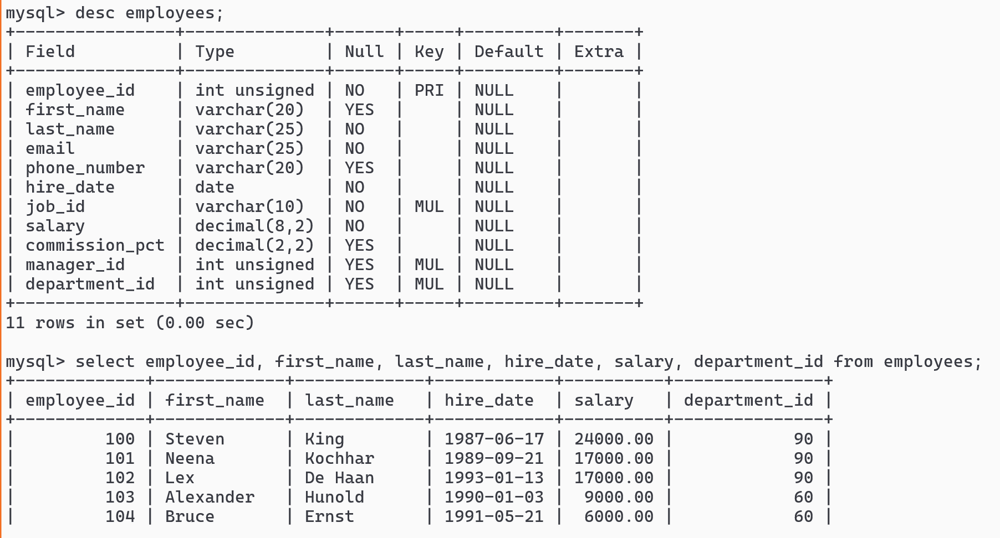 mysql> desc employees;
+----------------+--------------+------+-----+---------+-------+
| Field          | Type         | Null | Key | Default | Extra |
+----------------+--------------+------+-----+---------+-------+
| employee_id    | int unsigned | NO   | PRI | NULL    |       |
| first_name     | varchar(20)  | YES  |     | NULL    |       |
| last_name      | varchar(25)  | NO   |     | NULL    |       |
| email          | varchar(25)  | NO   |     | NULL    |       |
| phone_number   | varchar(20)  | YES  |     | NULL    |       |
| hire_date      | date         | NO   |     | NULL    |       |
| job_id         | varchar(10)  | NO   | MUL | NULL    |       |
| salary         | decimal(8,2) | NO   |     | NULL    |       |
| commission_pct | decimal(2,2) | YES  |     | NULL    |       |
| manager_id     | int unsigned | YES  | MUL | NULL    |       |
| department_id  | int unsigned | YES  | MUL | NULL    |       |
+----------------+--------------+------+-----+---------+-------+
11 rows in set (0.00 sec)

mysql> select employee_id, first_name, last_name, hire_date, salary, department_id from employees;
+-------------+-------------+-------------+------------+----------+---------------+
| employee_id | first_name  | last_name   | hire_date  | salary   | department_id |
+-------------+-------------+-------------+------------+----------+---------------+
|         100 | Steven      | King        | 1987-06-17 | 24000.00 |            90 |
|         101 | Neena       | Kochhar     | 1989-09-21 | 17000.00 |            90 |
|         102 | Lex         | De Haan     | 1993-01-13 | 17000.00 |            90 |
|         103 | Alexander   | Hunold      | 1990-01-03 |  9000.00 |            60 |
|         104 | Bruce       | Ernst       | 1991-05-21 |  6000.00 |            60 |